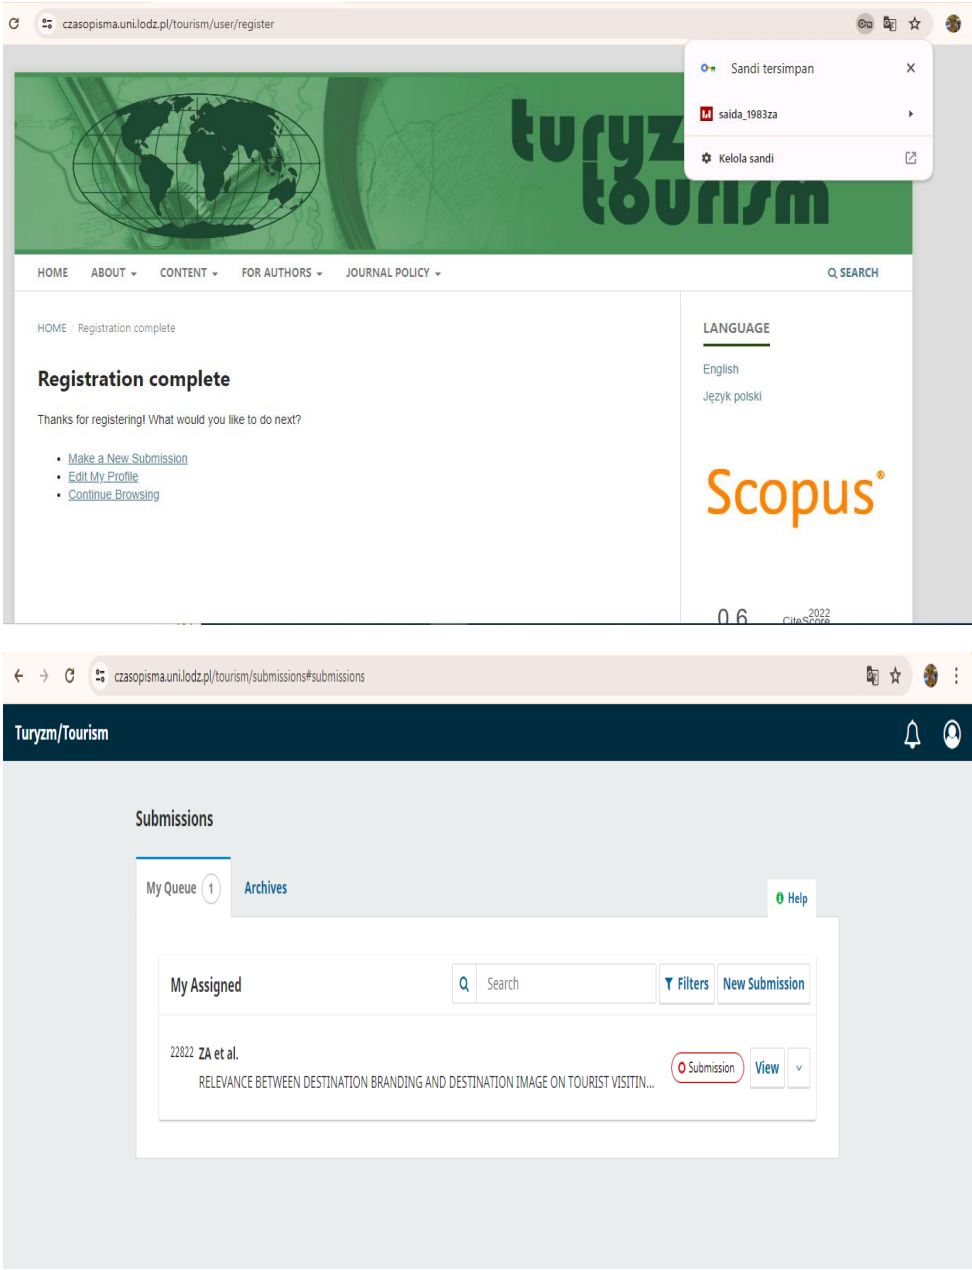 czasopisma.uni.lodz.pl/tourism/user/register
Sandi tersimpan
saida_1983za
Kelola sandi
tourism
HOME ABOUT CONTENT FOR AUTHORS JOURNAL POLICY SEARCH
HOME / Registration complete
Registration complete
Thanks for registering! What would you like to do next?
• Make a New Submission
• Edit My Profile
• Continue Browsing
LANGUAGE
English
Język polski
Scopus®
0.6 2022
CiteScore
czasopisma.uni.lodz.pl/tourism/submissions#submissions
Turyzm/Tourism
Submissions
My Queue 1 Archives
Help
My Assigned Search Filters New Submission
22822 ZA et al.
RELEVANCE BETWEEN DESTINATION BRANDING AND DESTINATION IMAGE ON TOURIST VISITIN...
Submission View